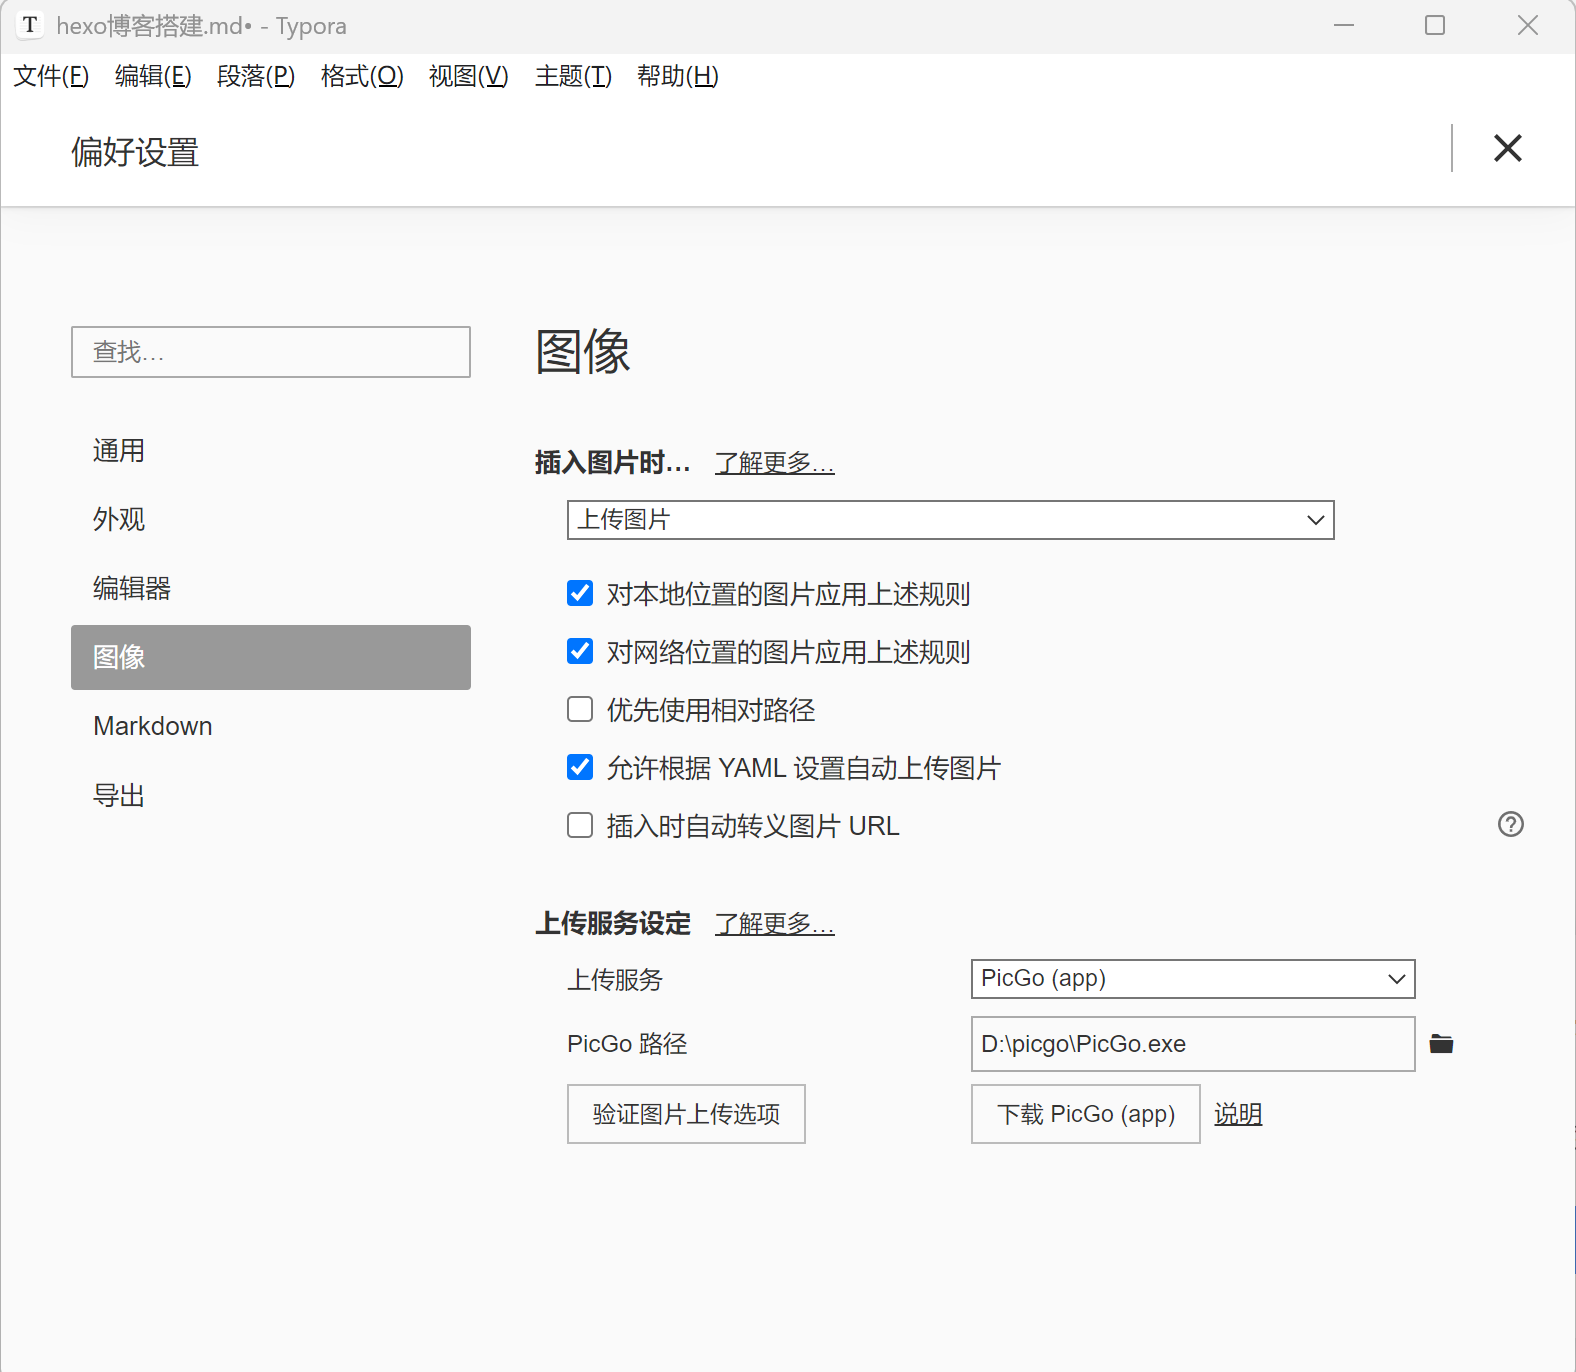 T hexo博客搭建.md• - Typora
文件(F) 编辑(E) 段落(P) 格式(O) 视图(V) 主题(T) 帮助(H)
偏好设置
查找…
通用
外观
编辑器
图像
Markdown
导出
图像
插入图片时… 了解更多…
上传图片
对本地位置的图片应用上述规则
对网络位置的图片应用上述规则
优先使用相对路径
允许根据 YAML 设置自动上传图片
插入时自动转义图片 URL
上传服务设定 了解更多…
上传服务 PicGo (app)
PicGo 路径 D:\picgo\PicGo.exe
验证图片上传选项 下载 PicGo (app) 说明